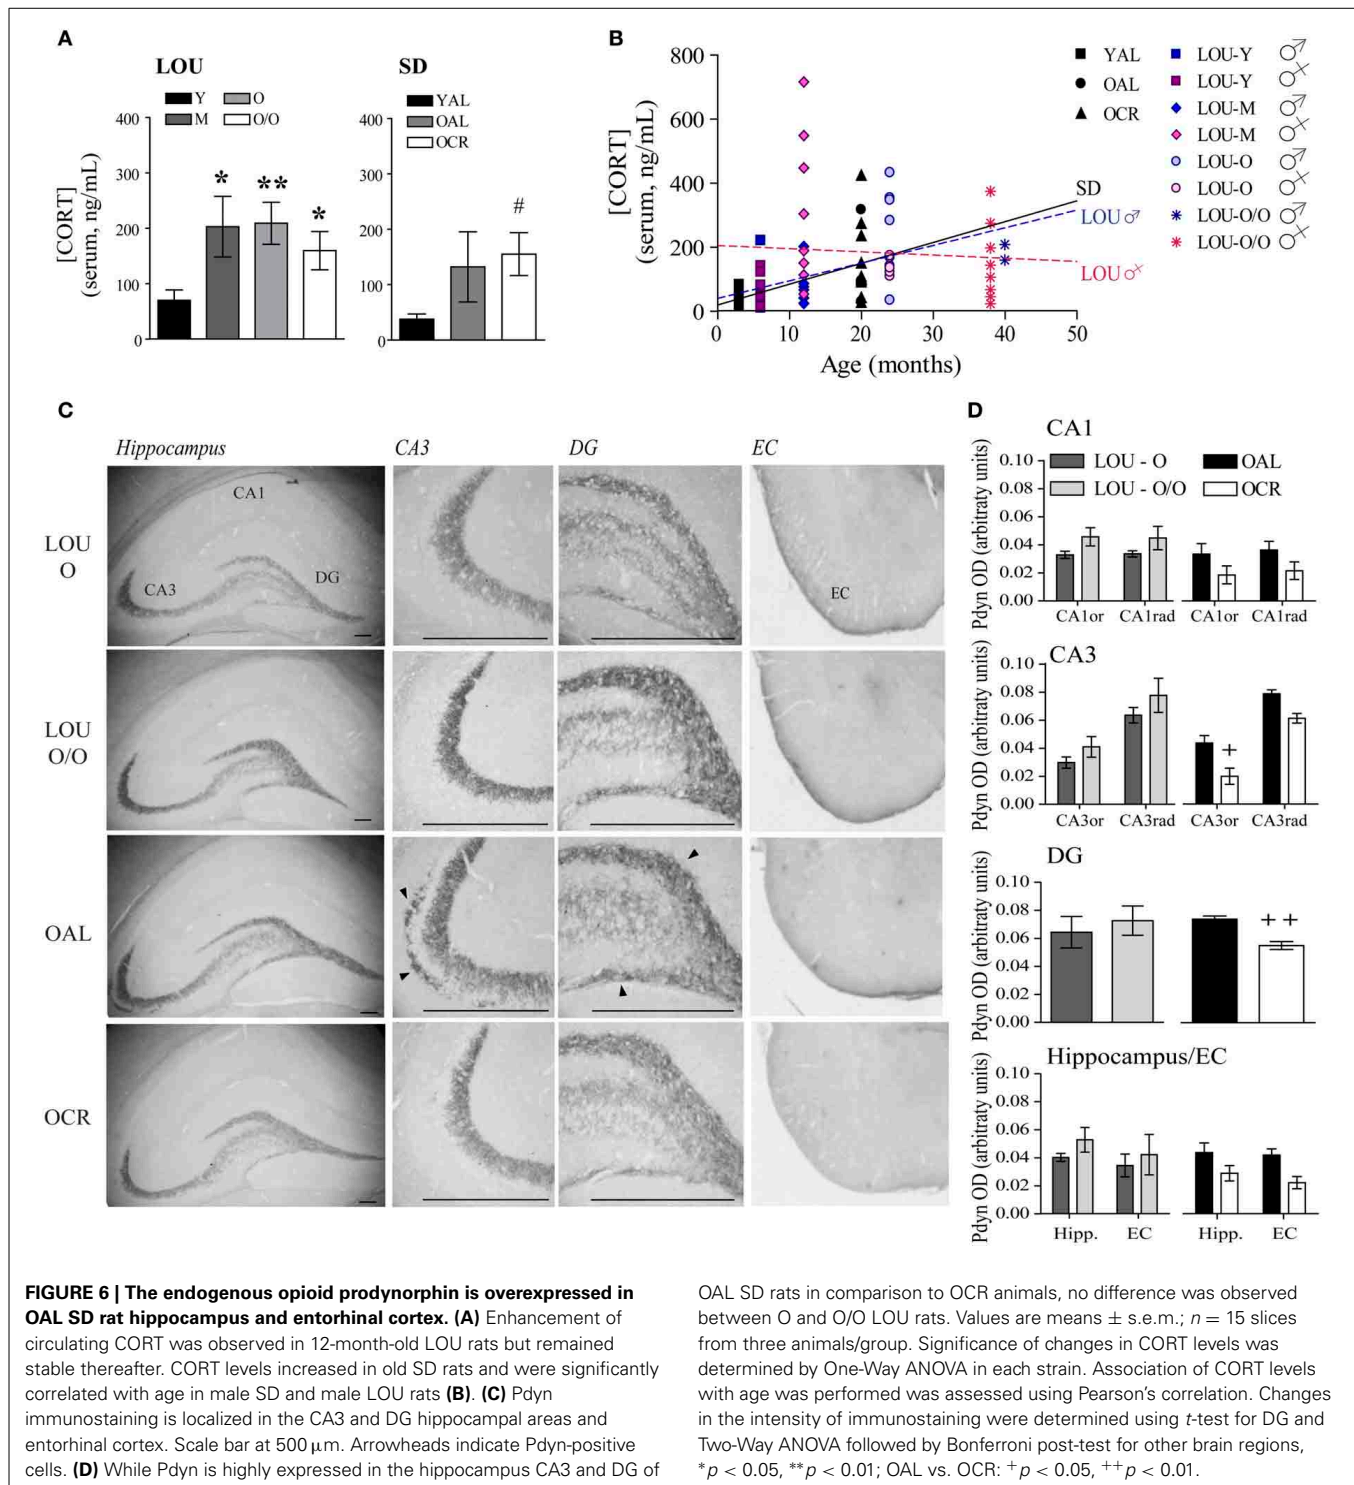 A
LOU
Y
O
M
O/O
SD
YAL
OAL
OCR
[CORT]
(serum, ng/mL)
400
300
200
100
0
*
**
*
400
300
200
100
0
#
B
[CORT]
(serum, ng/mL)
800
600
400
200
0
0
10
20
30
40
50
Age (months)
SD
LOU ♂
LOU ♀
YAL
OAL
OCR
LOU-Y ♂
LOU-Y ♀
LOU-M ♂
LOU-M ♀
LOU-O ♂
LOU-O ♀
LOU-O/O ♂
LOU-O/O ♀
C
Hippocampus
CA3
DG
EC
LOU
O
CA1
CA3
DG
EC
LOU
O/O
OAL
OCR
D
CA1
LOU - O
LOU - O/O
OAL
OCR
Pdyn OD (arbitraty units)
0.10
0.08
0.06
0.04
0.02
0.00
CA1or
CA1rad
CA1or
CA1rad
CA3
Pdyn OD (arbitraty units)
0.10
0.08
0.06
0.04
0.02
0.00
+
CA3or
CA3rad
CA3or
CA3rad
DG
Pdyn OD (arbitraty units)
0.10
0.08
0.06
0.04
0.02
0.00
+ +
Hippocampus/EC
Pdyn OD (arbitraty units)
0.10
0.08
0.06
0.04
0.02
0.00
Hipp.
EC
Hipp.
EC
FIGURE 6 | The endogenous opioid prodynorphin is overexpressed in
OAL SD rat hippocampus and entorhinal cortex. (A) Enhancement of
circulating CORT was observed in 12-month-old LOU rats but remained
stable thereafter. CORT levels increased in old SD rats and were significantly
correlated with age in male SD and male LOU rats (B). (C) Pdyn
immunostaining is localized in the CA3 and DG hippocampal areas and
entorhinal cortex. Scale bar at 500 μm. Arrowheads indicate Pdyn-positive
cells. (D) While Pdyn is highly expressed in the hippocampus CA3 and DG of
OAL SD rats in comparison to OCR animals, no difference was observed
between O and O/O LOU rats. Values are means ± s.e.m.; n = 15 slices
from three animals/group. Significance of changes in CORT levels was
determined by One-Way ANOVA in each strain. Association of CORT levels
with age was performed was assessed using Pearson's correlation. Changes
in the intensity of immunostaining were determined using t-test for DG and
Two-Way ANOVA followed by Bonferroni post-test for other brain regions,
*p < 0.05, **p < 0.01; OAL vs. OCR: +p < 0.05, ++p < 0.01.